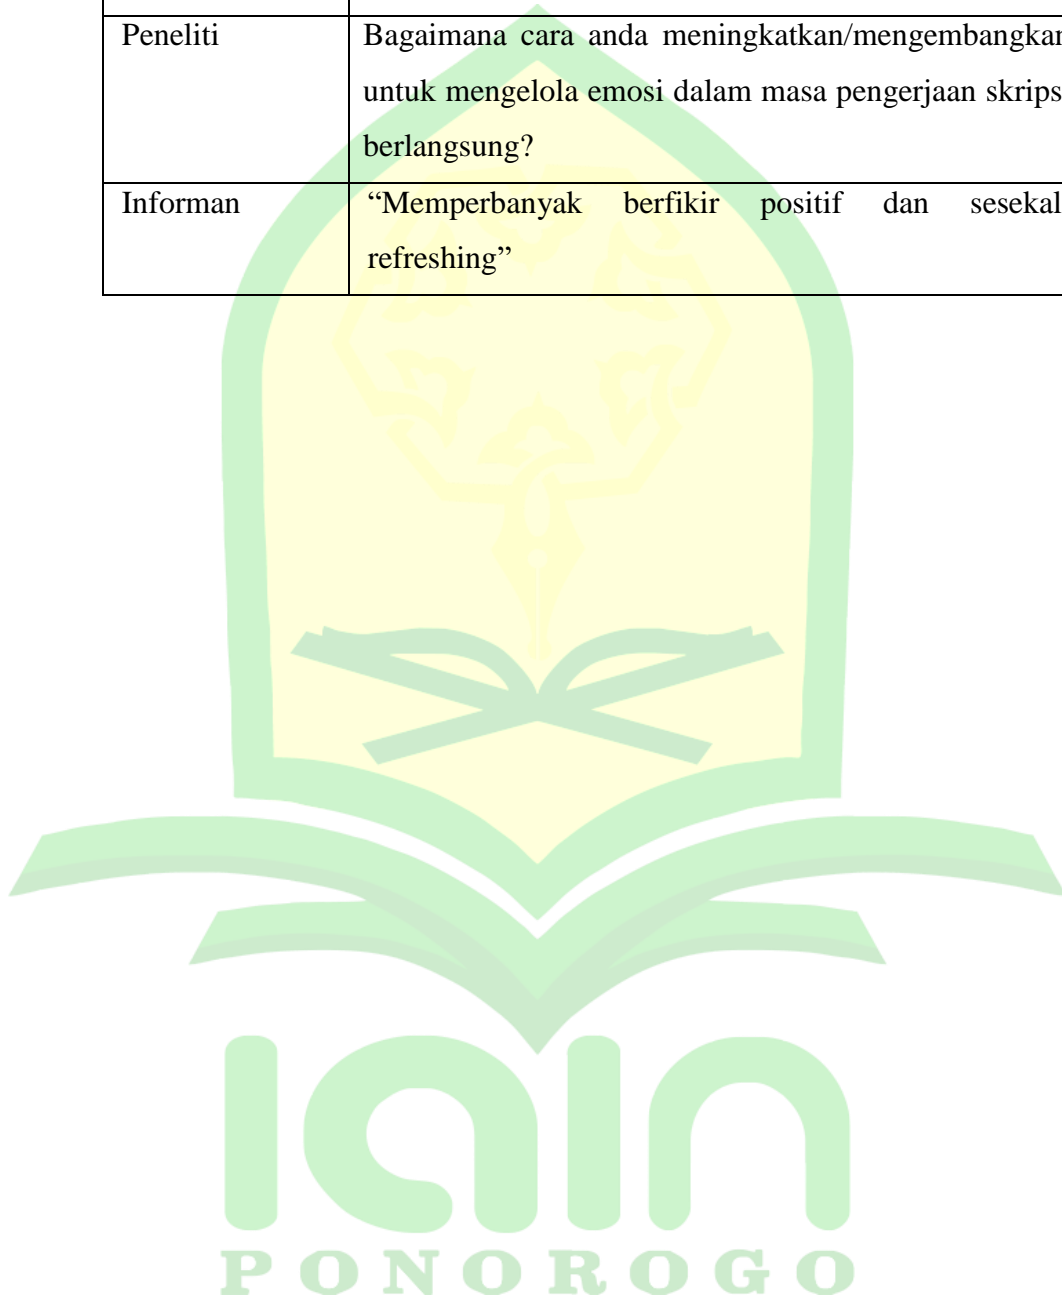 Peneliti
Bagaimana cara anda meningkatkan/mengembangkan
untuk mengelola emosi dalam masa pengerjaan skrips
berlangsung?
Informan
“Memperbanyak berfikir positif dan sesekal
refreshing”
iain
PONOROGO